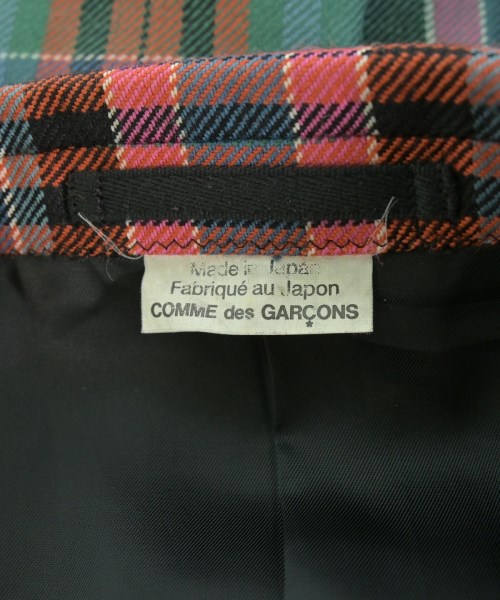 Made in Japan
Fabriqué au Japon
COMME des GARÇONS